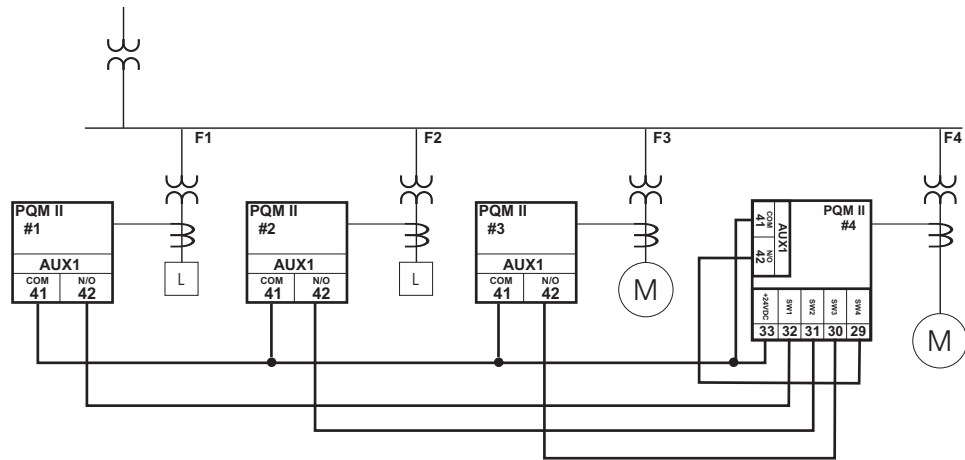 F1
F2
F3
F4
PQM II
#1
AUX1
COM
41
N/O
42
L
PQM II
#2
AUX1
COM
41
N/O
42
L
PQM II
#3
AUX1
COM
41
N/O
42
M
PQM II
#4
COM
41
N/O
42
AUX1
+24VDC
SW1
SW2
SW3
SW4
33
32
31
30
29
M